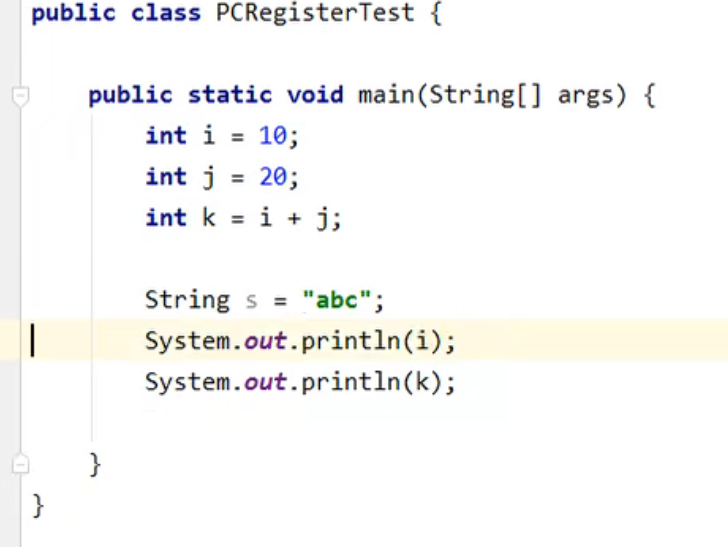 public class PCRegisterTest {
public static void main(String[] args) {
int i = 10;
int j = 20;
int k = i + j;
String s = "abc";
System.out.println(i);
System.out.println(k);
}
}